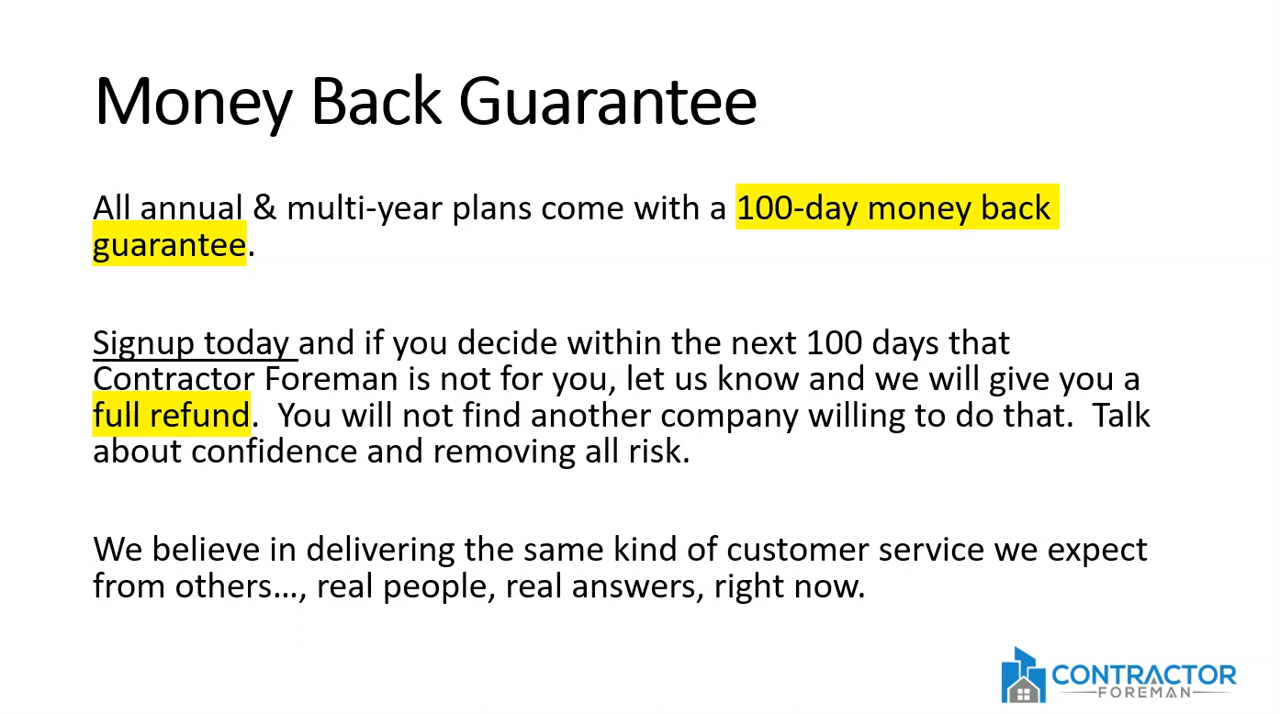 Money Back Guarantee
All annual & multi-year plans come with a 100-day money back
guarantee.
Signup today and if you decide within the next 100 days that
Contractor Foreman is not for you, let us know and we will give you a
full refund.  You will not find another company willing to do that.  Talk
about confidence and removing all risk.
We believe in delivering the same kind of customer service we expect
from others…, real people, real answers, right now.
CONTRACTOR
FOREMAN